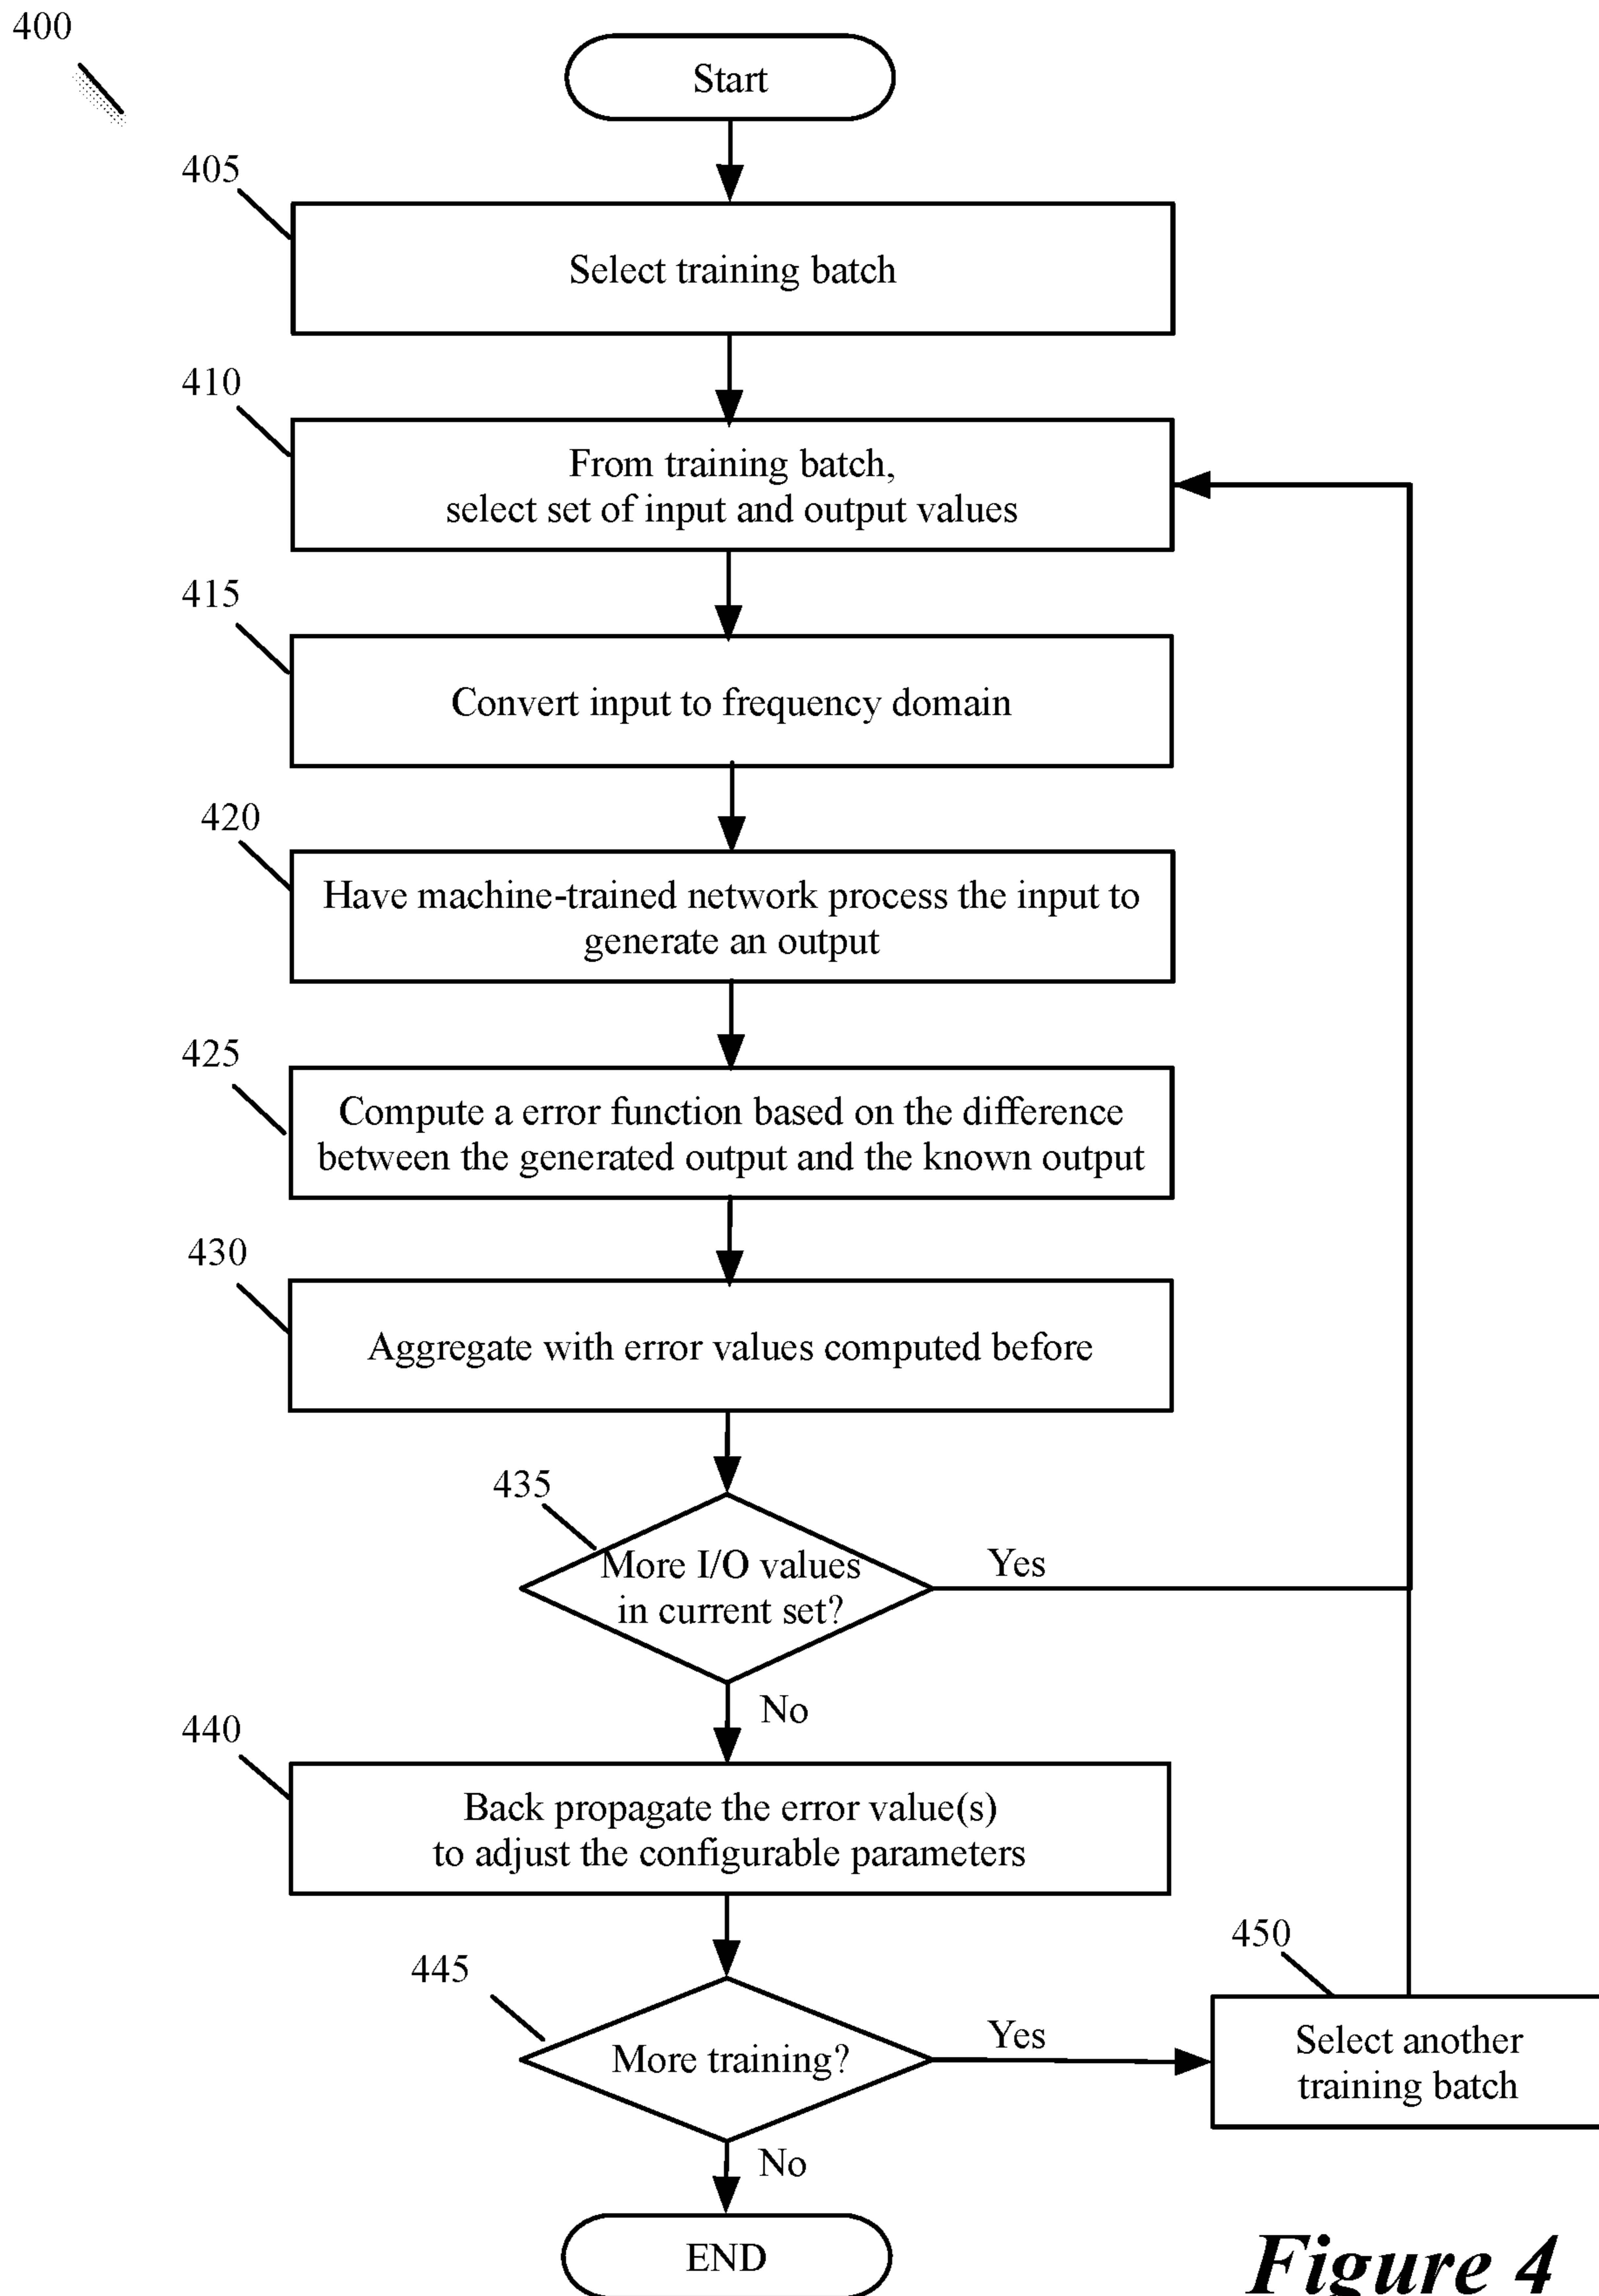 400
Start
405
Select training batch
410
From training batch,
select set of input and output values
415
Convert input to frequency domain
420
Have machine-trained network process the input to
generate an output
425
Compute a error function based on the difference
between the generated output and the known output
430
Aggregate with error values computed before
435
More I/O values
in current set?
Yes
No
440
Back propagate the error value(s)
to adjust the configurable parameters
445
More training?
Yes
450
Select another
training batch
No
END
Figure 4